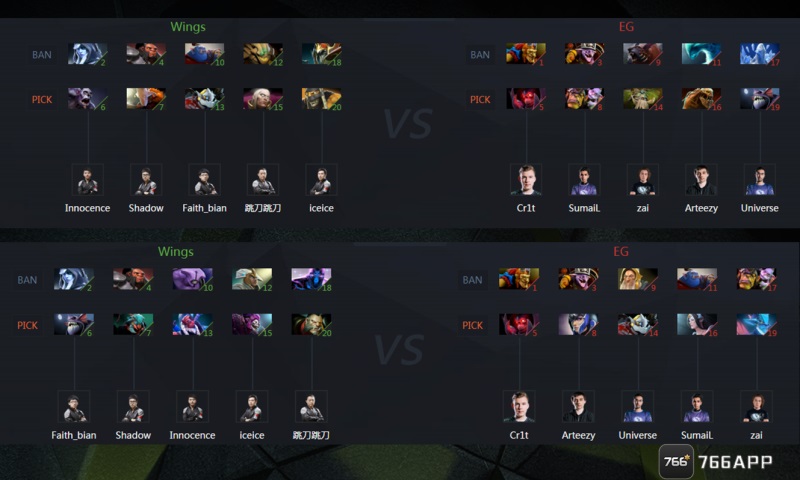 Wings EG
BAN 2 4 10 12 18 BAN 1 3 9 11 17
PICK 6 7 13 15 20 PICK 5 8 14 16 19
VS
Innocence Shadow Faith_bian 跳刀跳刀 iceice Cr1t SumaiL zai Arteezy Universe
Wings EG
BAN 2 4 10 12 18 BAN 1 3 9 11 17
PICK 6 7 13 15 20 PICK 5 8 14 16 19
VS
Faith_bian Shadow Innocence iceice 跳刀跳刀 Cr1t Arteezy Universe SumaiL zai
766 766APP